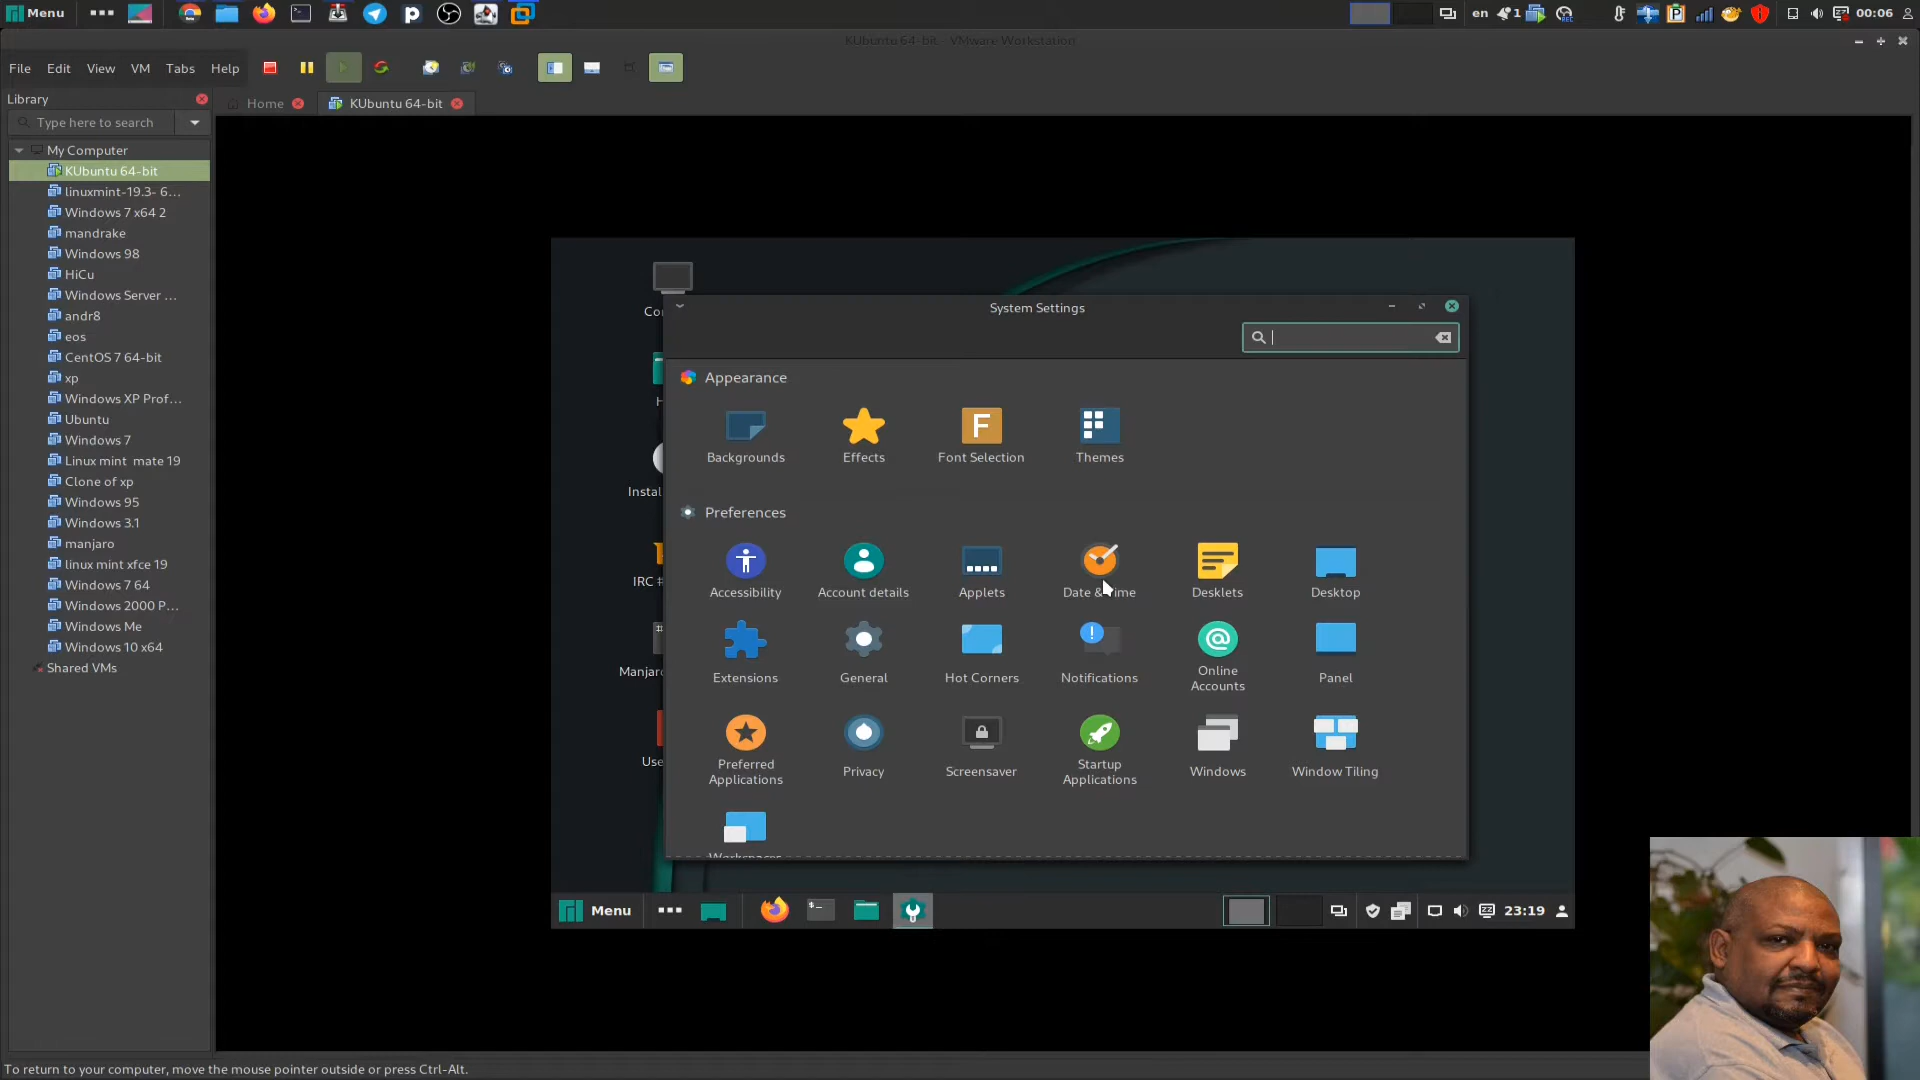 Menu
en
1
00:06
KUbuntu 64-bit - VMware Workstation
File Edit View VM Tabs Help
Library
Home
KUbuntu 64-bit
Type here to search
My Computer
KUbuntu 64-bit
linuxmint-19.3- 6...
Windows 7 x64 2
mandrake
Windows 98
HiCu
Windows Server ...
andr8
eos
CentOS 7 64-bit
xp
Windows XP Prof...
Ubuntu
Windows 7
Linux mint mate 19
Clone of xp
Windows 95
Windows 3.1
manjaro
linux mint xfce 19
Windows 7 64
Windows 2000 P...
Windows Me
Windows 10 x64
Shared VMs
System Settings
Appearance
Backgrounds
Effects
Font Selection
Themes
Preferences
Accessibility
Account details
Applets
Desklets
Desktop
Extensions
General
Hot Corners
Notifications
Online Accounts
Panel
Preferred Applications
Privacy
Screensaver
Startup Applications
Windows
Window Tiling
Instal
IRC #
Manjaro
Use
Menu
23:19
To return to your computer, move the mouse pointer outside or press Ctrl-Alt.